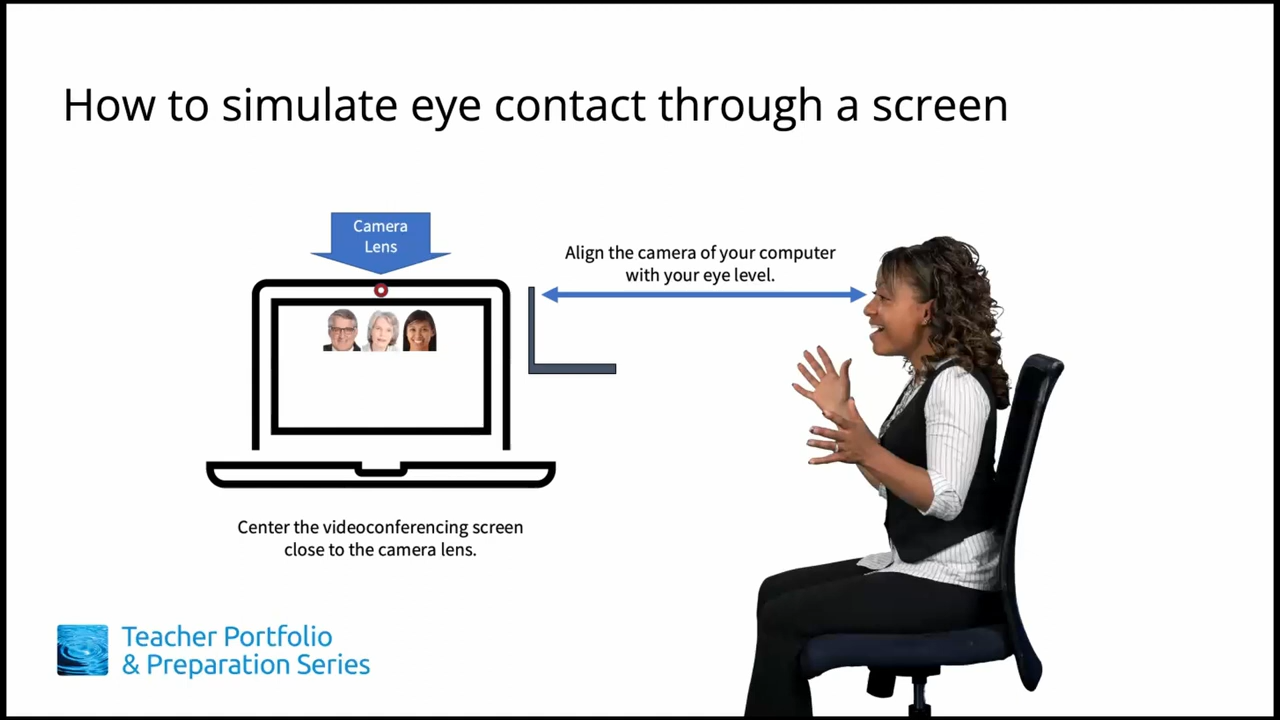 How to simulate eye contact through a screen
Camera
Lens
Align the camera of your computer
with your eye level.
Center the videoconferencing screen
close to the camera lens.
Teacher Portfolio
& Preparation Series